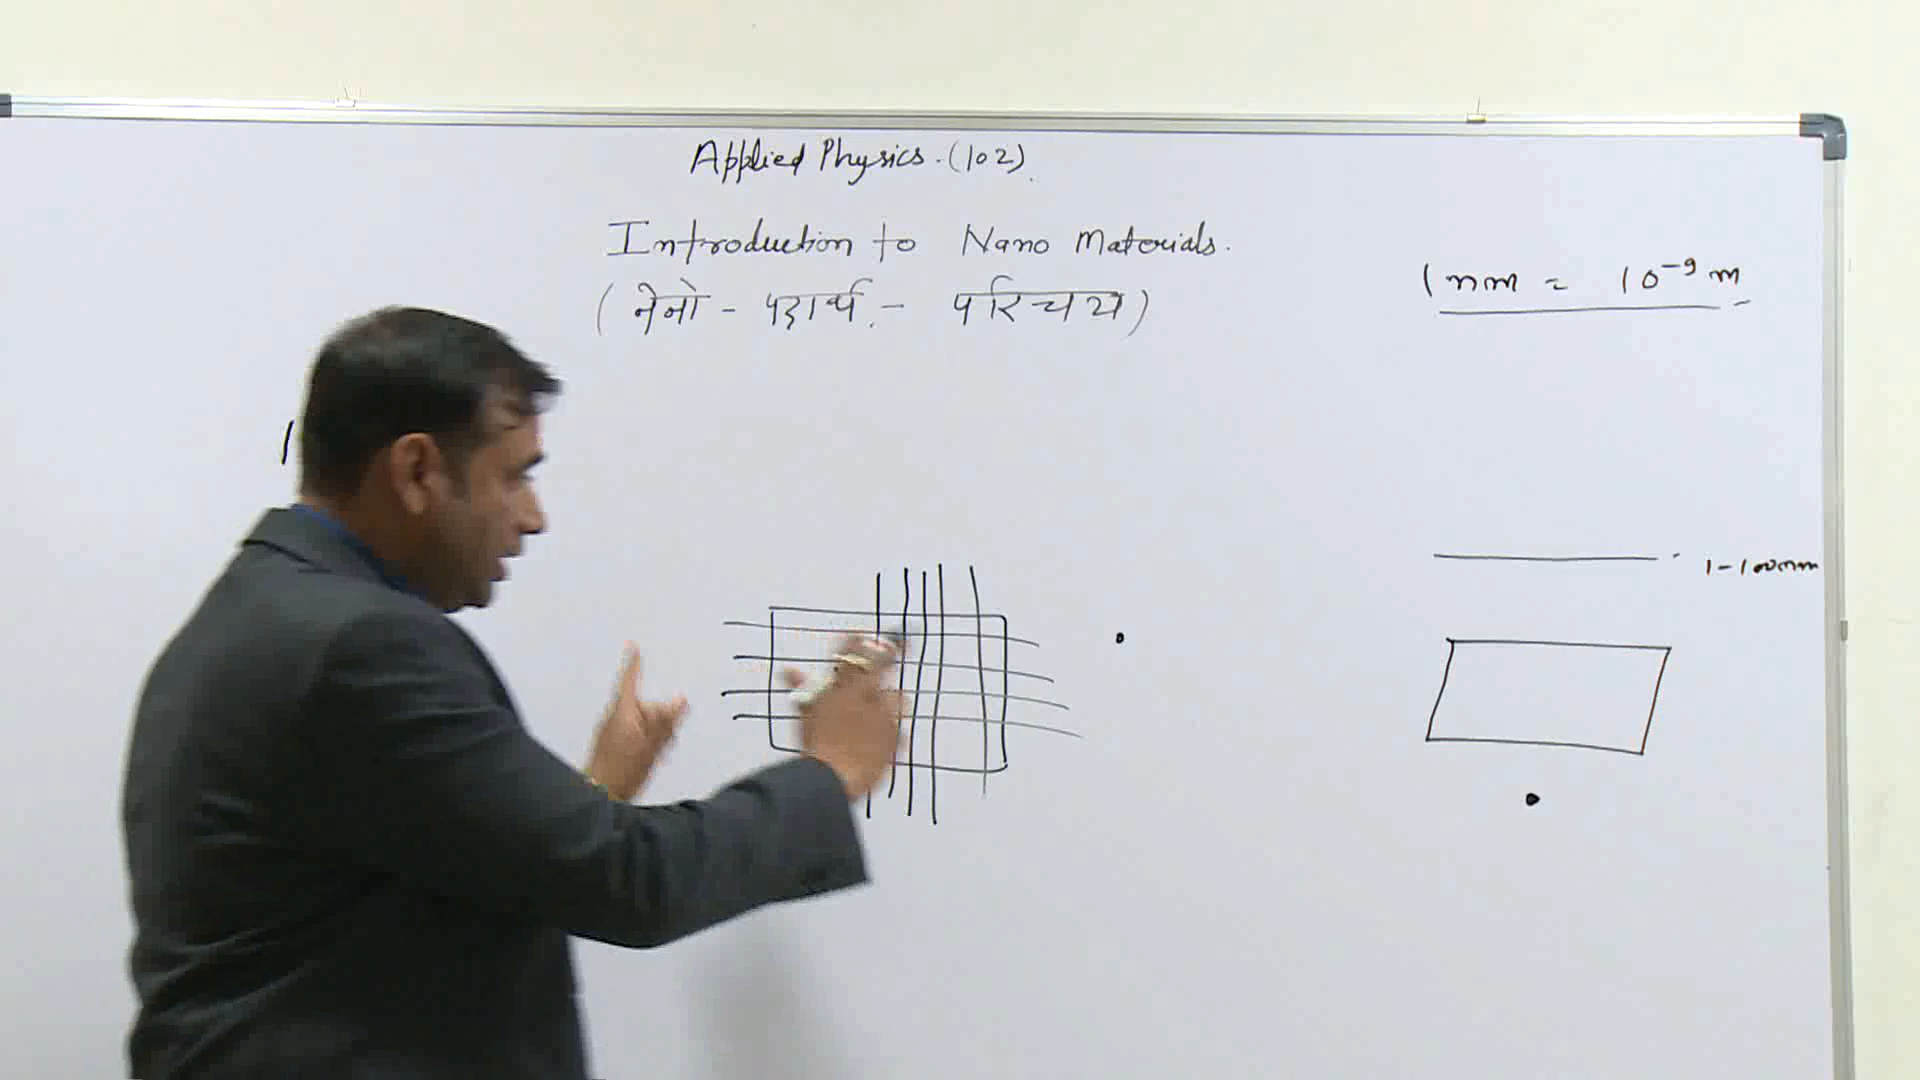 Applied Physics. (102).
Introduction to Nano Materials.
(नेनो - पदार्थ. - परिचय)
1 nm = 10⁻⁹ m
1-100nm